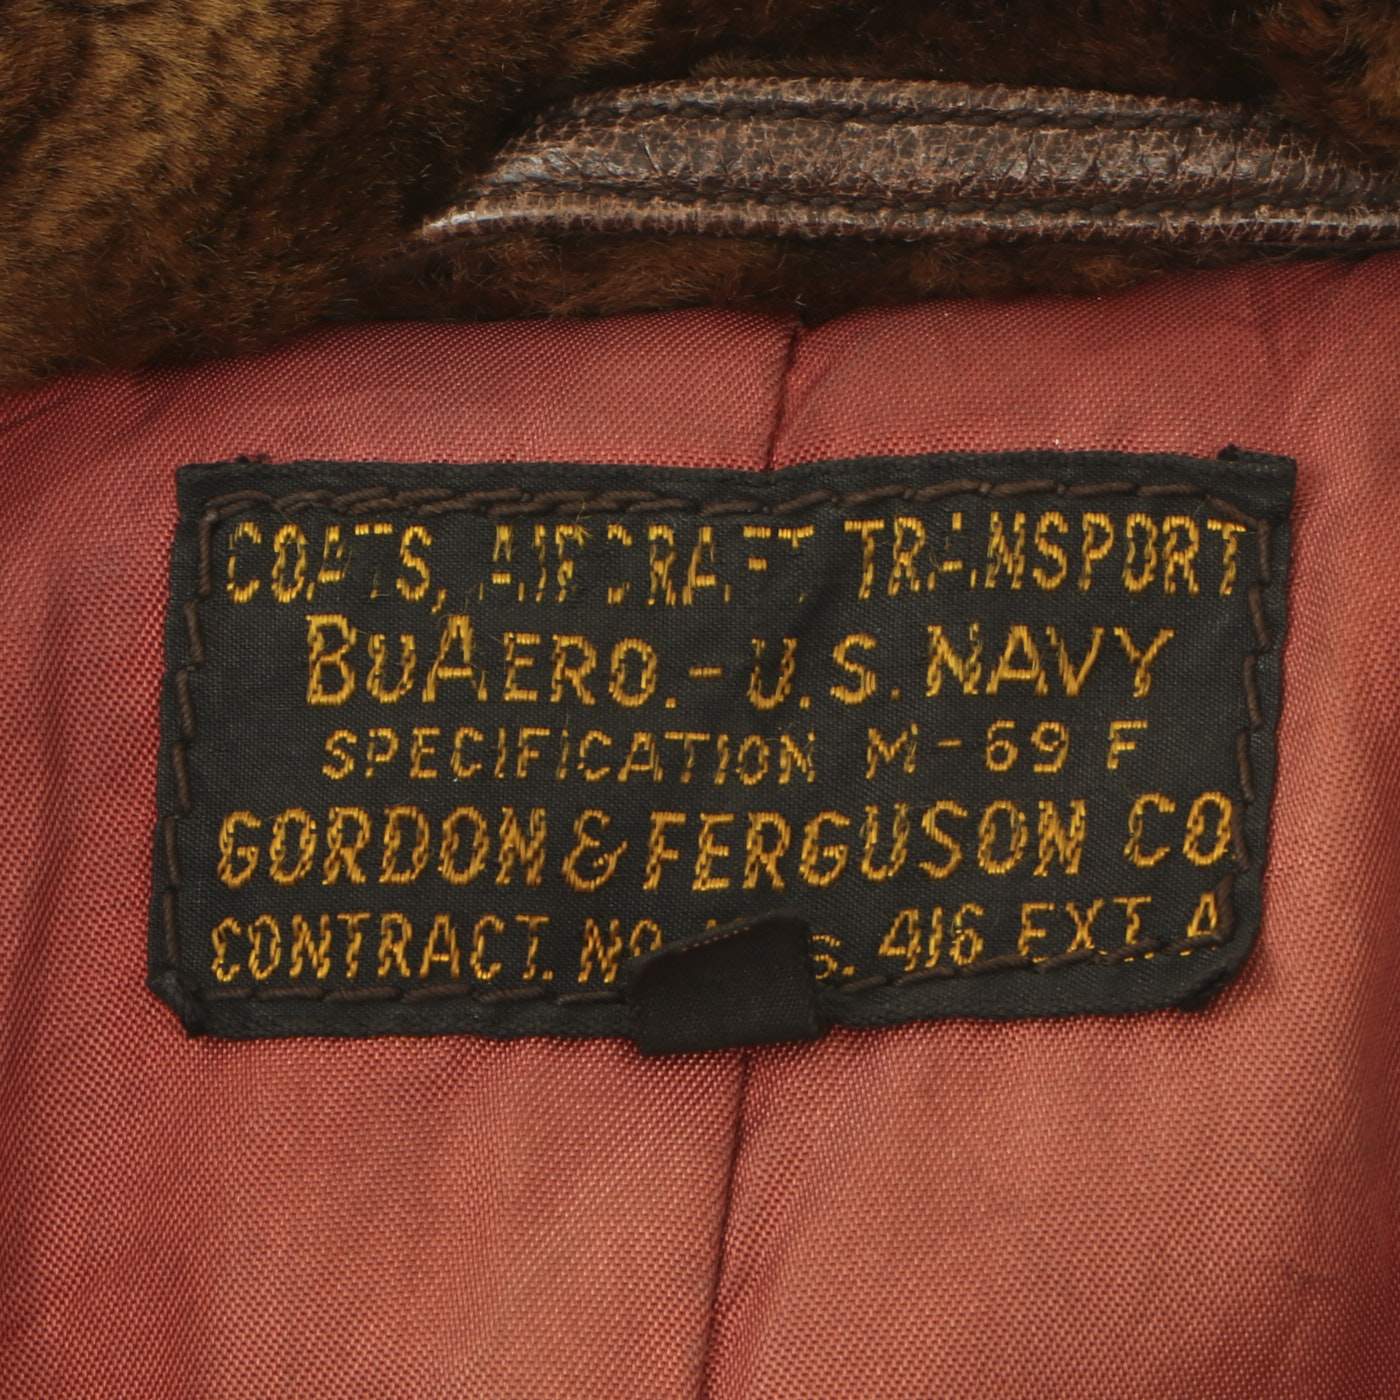 COATS, AIRCRAFT TRANSPORT
BUAERO.- U.S. NAVY
SPECIFICATION M-69 F
GORDON & FERGUSON CO
CONTRACT. NO. 416 EXT. A